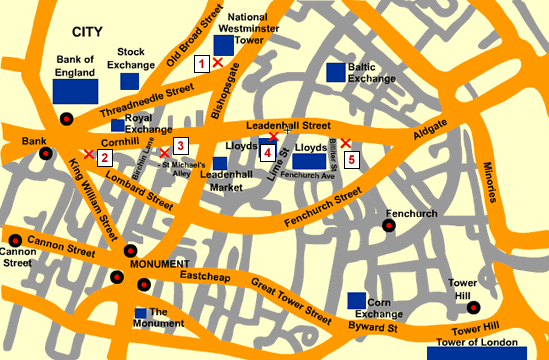 National
Westminster
Tower
CITY
Old Broad Street
Stock
Exchange
Bank of
England
1
Bishopsgate
Baltic
Exchange
Threadneedle Street
Royal
Exchange
Leadenhall Street
Aldgate
Bank
Cornhill
2
Birchin Lane
3
St Michael's
Alley
Lloyds
4
Lime St
Lloyds
Billiter St
5
Leadenhall
Market
Fenchurch Ave
King William Street
Lombard Street
Fenchurch Street
Minories
Fenchurch
Cannon Street
Cannon
Street
MONUMENT
Eastcheap
Great Tower Street
Tower
Hill
The
Monument
Corn
Exchange
Byward St
Tower Hill
Tower of London